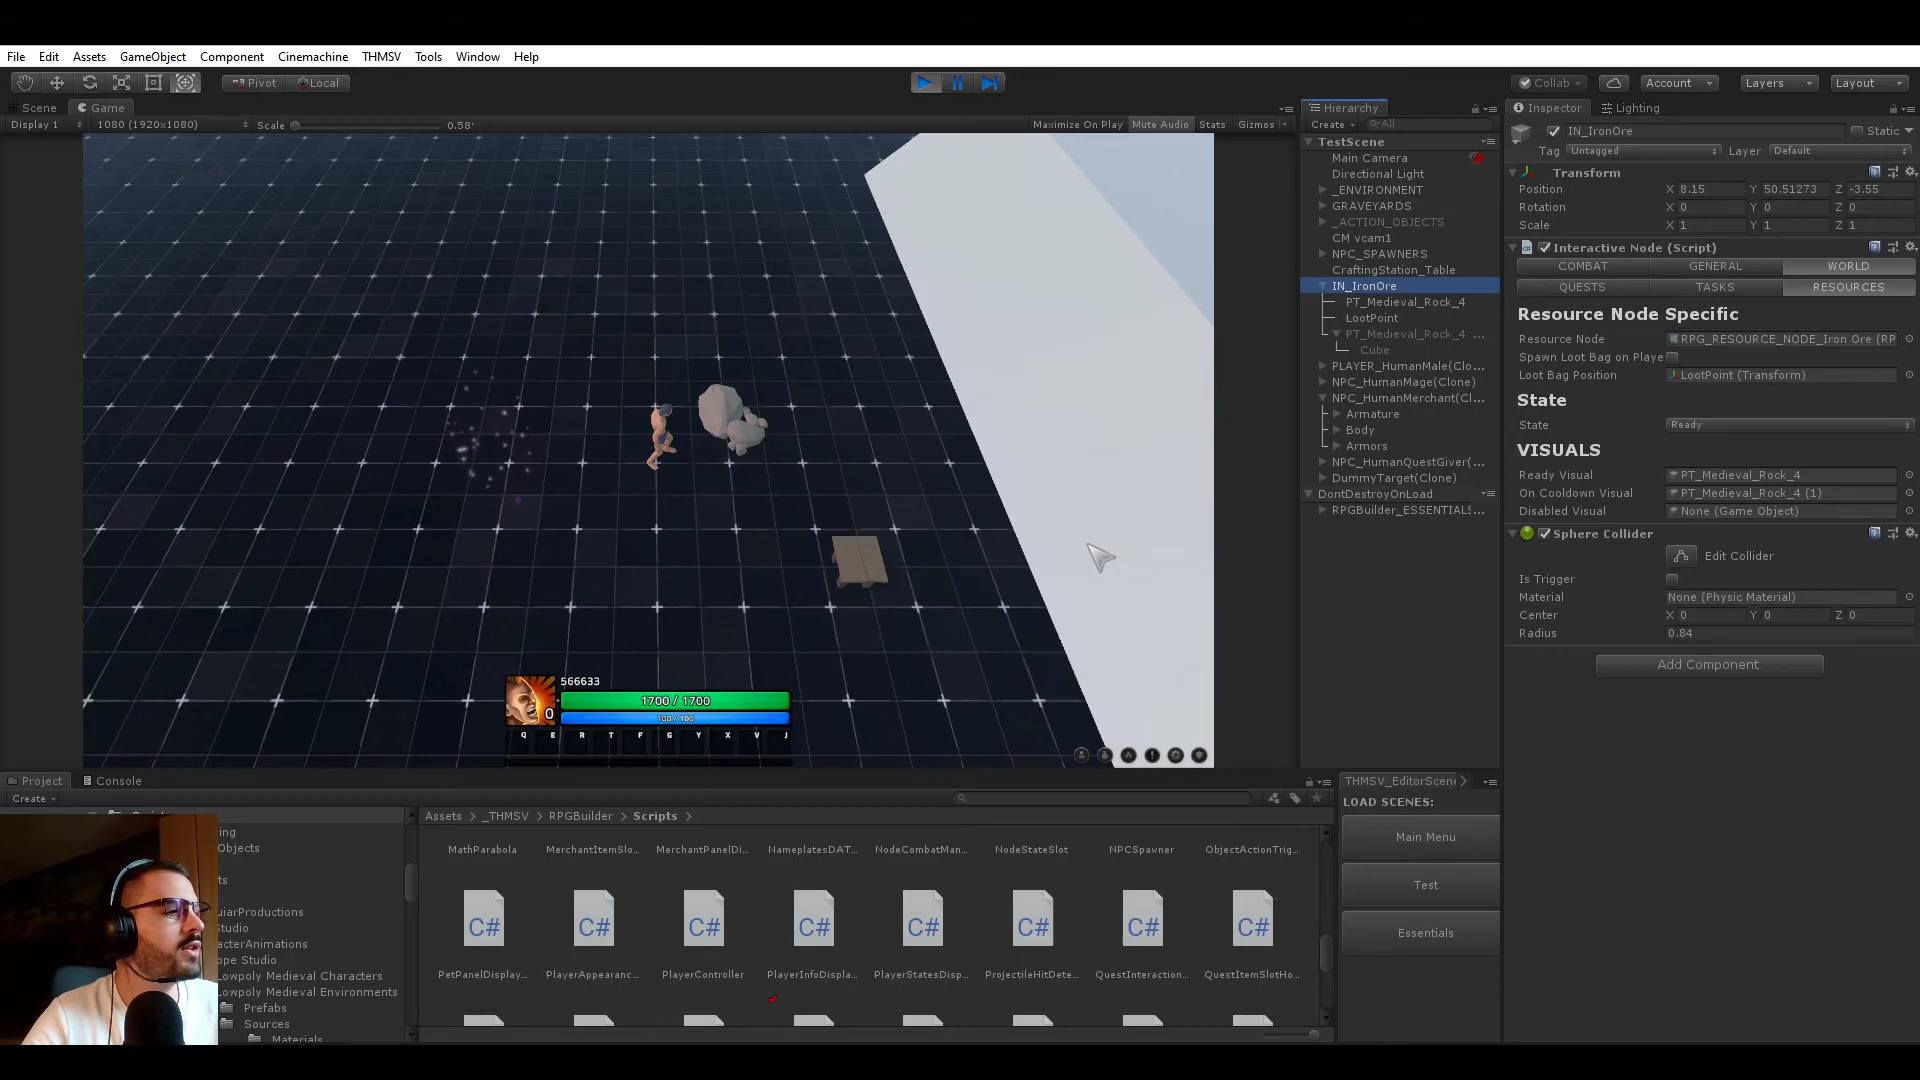 File Edit Assets GameObject Component Cinemachine THMSV Tools Window Help
Pivot Local
Collab Account Layers Layout
Scene Game
Display 1 1080 (1920x1080) Scale 0.58' Maximize On Play Mute Audio Stats Gizmos
566633
0
1700 / 1700
100 / 100
Q E R T F G Y X V J
Hierarchy
Create All
TestScene
Main Camera
Directional Light
_ENVIRONMENT
GRAVEYARDS
_ACTION_OBJECTS
CM vcam1
NPC_SPAWNERS
CraftingStation_Table
IN_IronOre
PT_Medieval_Rock_4
LootPoint
PT_Medieval_Rock_4 ...
Cube
PLAYER_HumanMale(Clo...
NPC_HumanMage(Clone)
NPC_HumanMerchant(Cl...
Armature
Body
Armors
NPC_HumanQuestGiver(...
DummyTarget(Clone)
DontDestroyOnLoad
RPGBuilder_ESSENTIALS...
Inspector Lighting
IN_IronOre Static
Tag Untagged Layer Default
Transform
Position X 8.15 Y 50.51273 Z -3.55
Rotation X 0 Y 0 Z 0
Scale X 1 Y 1 Z 1
Interactive Node (Script)
COMBAT GENERAL WORLD
QUESTS TASKS RESOURCES
Resource Node Specific
Resource Node RPG_RESOURCE_NODE_Iron Ore (RP
Spawn Loot Bag on Playe
Loot Bag Position LootPoint (Transform)
State
State Ready
VISUALS
Ready Visual PT_Medieval_Rock_4
On Cooldown Visual PT_Medieval_Rock_4 (1)
Disabled Visual None (Game Object)
Sphere Collider
Edit Collider
Is Trigger
Material None (Physic Material)
Center X 0 Y 0 Z 0
Radius 0.84
Add Component
Project Console
Create
ing
Objects
ts
uiarProductions
Studio
acterAnimations
ope Studio
Lowpoly Medieval Characters
Lowpoly Medieval Environments
Prefabs
Sources
Materials
Assets > _THMSV > RPGBuilder > Scripts >
MathParabola MerchantItemSlo... MerchantPanelDi... NameplatesDAT... NodeCombatMan... NodeStateSlot NPCSpawner ObjectActionTrig...
C# C# C# C# C# C# C# C#
PetPanelDisplay... PlayerAppearanc... PlayerController PlayerInfoDispla... PlayerStatesDisp... ProjectileHitDete... QuestInteraction... QuestItemSlotHo...
THMSV_EditorScene
LOAD SCENES:
Main Menu
Test
Essentials